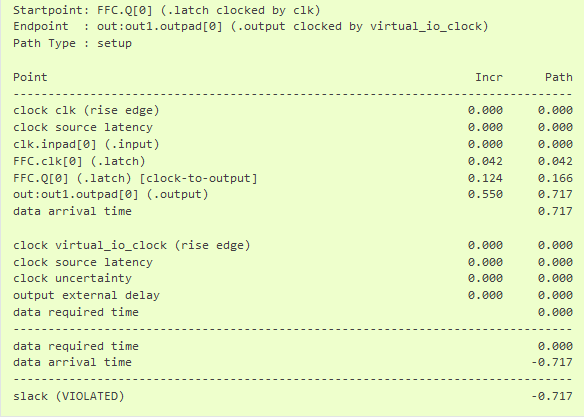 Startpoint: FFC.Q[0] (.latch clocked by clk)
Endpoint  : out:out1.outpad[0] (.output clocked by virtual_io_clock)
Path Type : setup
Point                                                             Incr      Path
--------------------------------------------------------------------------------
clock clk (rise edge)                                            0.000     0.000
clock source latency                                             0.000     0.000
clk.inpad[0] (.input)                                            0.000     0.000
FFC.clk[0] (.latch)                                              0.042     0.042
FFC.Q[0] (.latch) [clock-to-output]                              0.124     0.166
out:out1.outpad[0] (.output)                                     0.550     0.717
data arrival time                                                          0.717
clock virtual_io_clock (rise edge)                               0.000     0.000
clock source latency                                             0.000     0.000
clock uncertainty                                                0.000     0.000
output external delay                                            0.000     0.000
data required time                                                         0.000
--------------------------------------------------------------------------------
data required time                                                         0.000
data arrival time                                                         -0.717
--------------------------------------------------------------------------------
slack (VIOLATED)                                                          -0.717